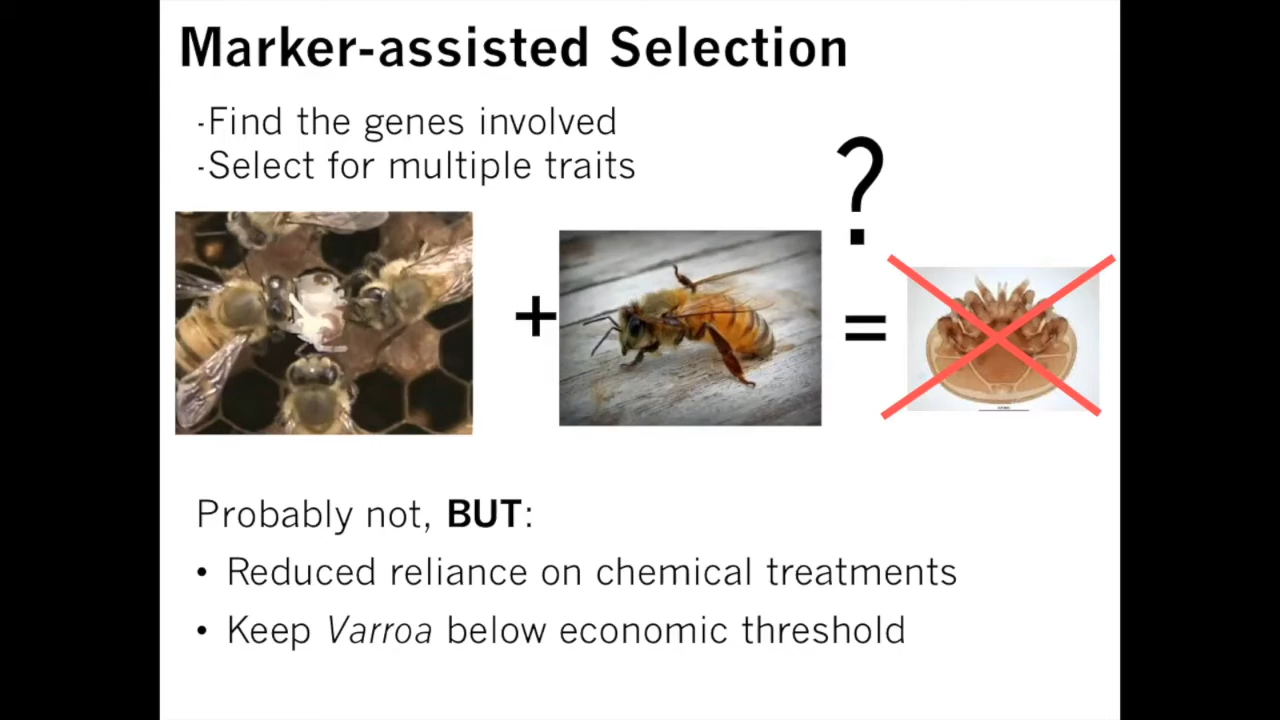 Marker-assisted Selection
-Find the genes involved
-Select for multiple traits
?
+
=
Probably not, BUT:
• Reduced reliance on chemical treatments
• Keep Varroa below economic threshold